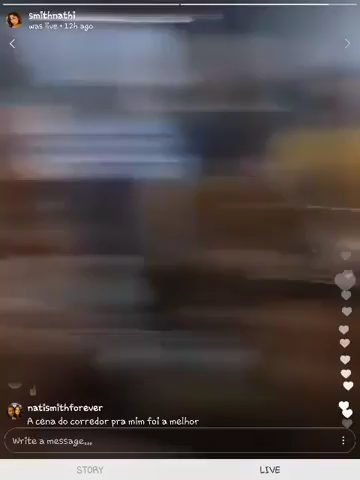 smithnathi
was live • 12h ago
natismithforever
A cena do corredor pra mim foi a melhor
Write a message,,,
STORY
LIVE